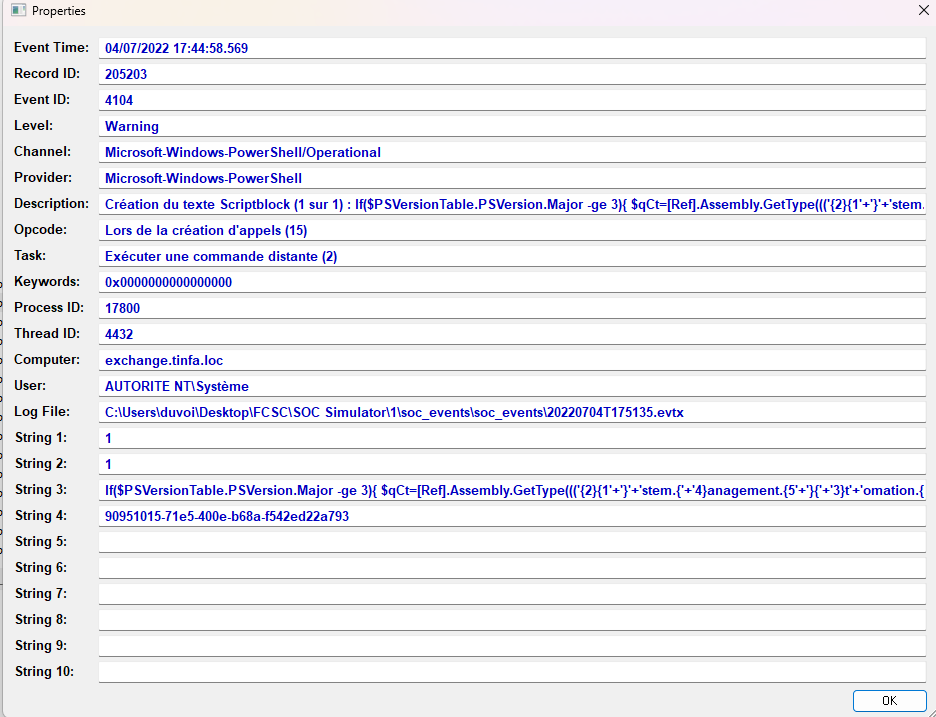 Properties
Event Time: 04/07/2022 17:44:58.569
Record ID: 205203
Event ID: 4104
Level: Warning
Channel: Microsoft-Windows-PowerShell/Operational
Provider: Microsoft-Windows-PowerShell
Description: Création du texte Scriptblock (1 sur 1) : If($PSVersionTable.PSVersion.Major -ge 3){ $qCt=[Ref].Assembly.GetType((('{2}{1'+'}'+'stem.
Opcode: Lors de la création d'appels (15)
Task: Exécuter une commande distante (2)
Keywords: 0x0000000000000000
Process ID: 17800
Thread ID: 4432
Computer: exchange.tinfa.loc
User: AUTORITE NT\Système
Log File: C:\Users\duvoi\Desktop\FCSC\SOC Simulator\1\soc_events\soc_events\20220704T175135.evtx
String 1: 1
String 2: 1
String 3: If($PSVersionTable.PSVersion.Major -ge 3){ $qCt=[Ref].Assembly.GetType((('{2}{1'+'}'+'stem.{'+'4}anagement.{5'+'}{'+'3}t'+'omation.{
String 4: 90951015-71e5-400e-b68a-f542ed22a793
String 5:
String 6:
String 7:
String 8:
String 9:
String 10:
OK